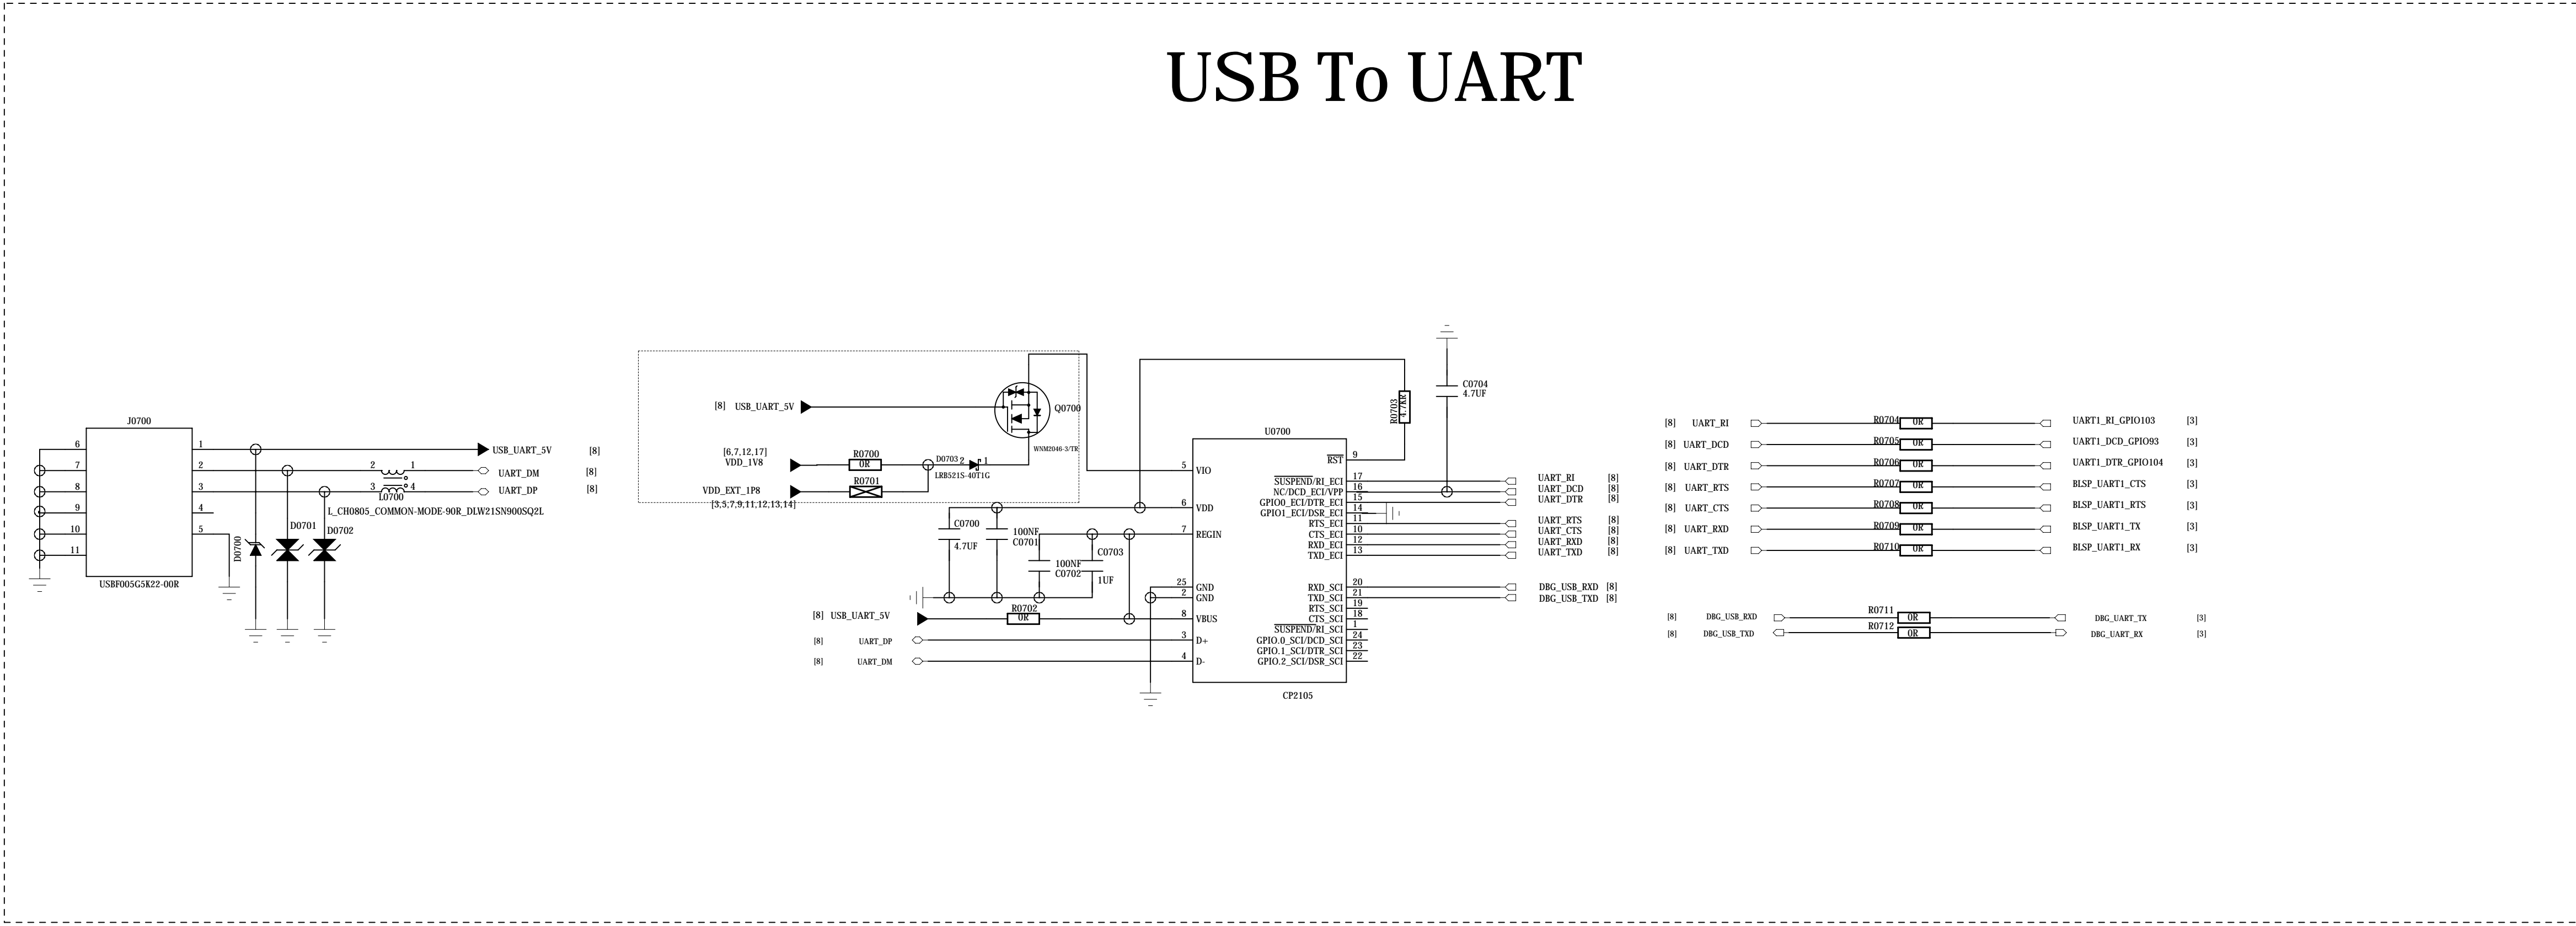 USB To UART
J0700
6
7
8
9
10
11
1
2
3
4
5
USBF005G5K22-00R
USB_UART_5V [8]
2 1
UART_DM [8]
3 4
UART_DP [8]
L0700
L_CH0805_COMMON-MODE-90R_DLW21SN900SQ2L
D0700
D0701
D0702
[8] USB_UART_5V
Q0700
WNM2046-3/TR
[6,7,12,17]
VDD_1V8
R0700
0R
D0703 2 1
LRB521S-40T1G
VDD_EXT_1P8
R0701
[3,5,7,9,11,12,13,14]
C0700
4.7UF
100NF
C0701
100NF
C0702
C0703
1UF
[8] USB_UART_5V
R0702
0R
[8] UART_DP
[8] UART_DM
U0700
5 VIO
6 VDD
7 REGIN
25 GND
2 GND
8 VBUS
3 D+
4 D-
RST 9
SUSPEND/RI_ECI 17
NC/DCD_ECI/VPP 16
GPIO0_ECI/DTR_ECI 15
GPIO1_ECI/DSR_ECI 14
RTS_ECI 11
CTS_ECI 10
RXD_ECI 12
TXD_ECI 13
RXD_SCI 20
TXD_SCI 21
RTS_SCI 19
CTS_SCI 18
SUSPEND/RI_SCI 1
GPIO.0_SCI/DCD_SCI 24
GPIO.1_SCI/DTR_SCI 23
GPIO.2_SCI/DSR_SCI 22
CP2105
R0703
4.7KR
C0704
4.7UF
UART_RI [8]
UART_DCD [8]
UART_DTR [8]
UART_RTS [8]
UART_CTS [8]
UART_RXD [8]
UART_TXD [8]
DBG_USB_RXD [8]
DBG_USB_TXD [8]
[8] UART_RI R0704 0R UART1_RI_GPIO103 [3]
[8] UART_DCD R0705 0R UART1_DCD_GPIO93 [3]
[8] UART_DTR R0706 0R UART1_DTR_GPIO104 [3]
[8] UART_RTS R0707 0R BLSP_UART1_CTS [3]
[8] UART_CTS R0708 0R BLSP_UART1_RTS [3]
[8] UART_RXD R0709 0R BLSP_UART1_TX [3]
[8] UART_TXD R0710 0R BLSP_UART1_RX [3]
[8] DBG_USB_RXD R0711 0R DBG_UART_TX [3]
[8] DBG_USB_TXD R0712 0R DBG_UART_RX [3]